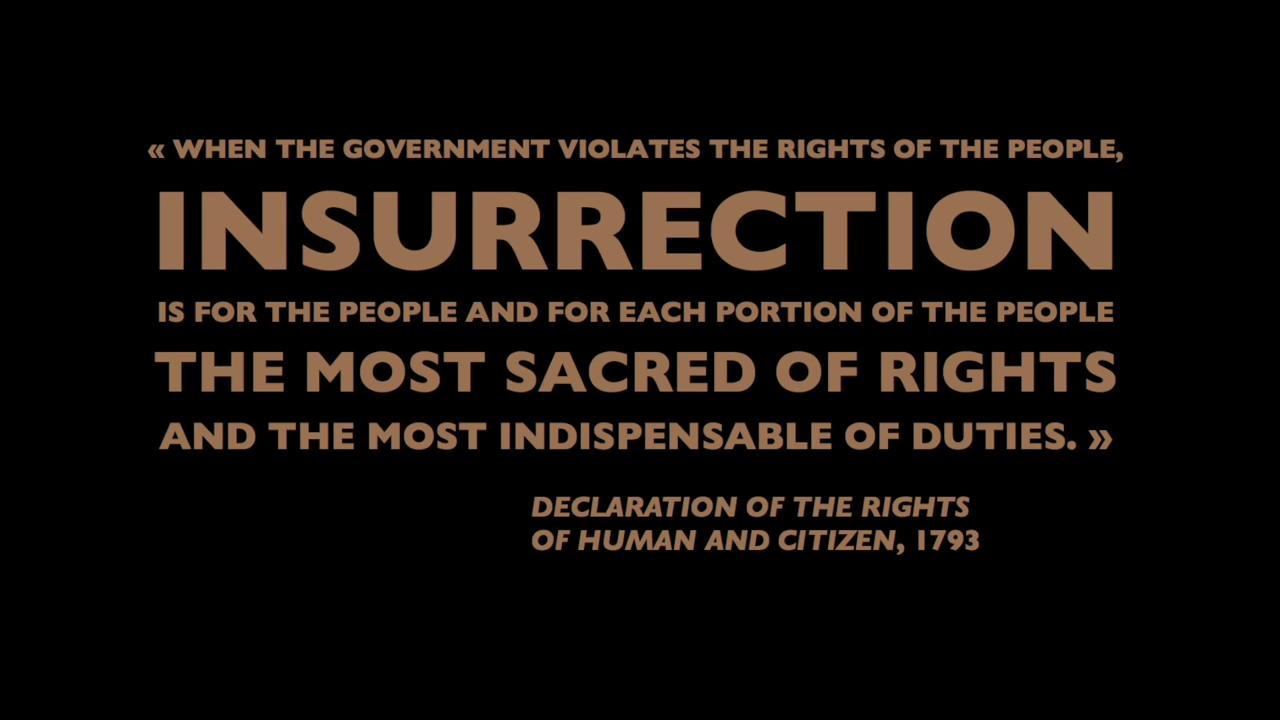 « WHEN THE GOVERNMENT VIOLATES THE RIGHTS OF THE PEOPLE,
INSURRECTION
IS FOR THE PEOPLE AND FOR EACH PORTION OF THE PEOPLE
THE MOST SACRED OF RIGHTS
AND THE MOST INDISPENSABLE OF DUTIES. »
DECLARATION OF THE RIGHTS
OF HUMAN AND CITIZEN, 1793